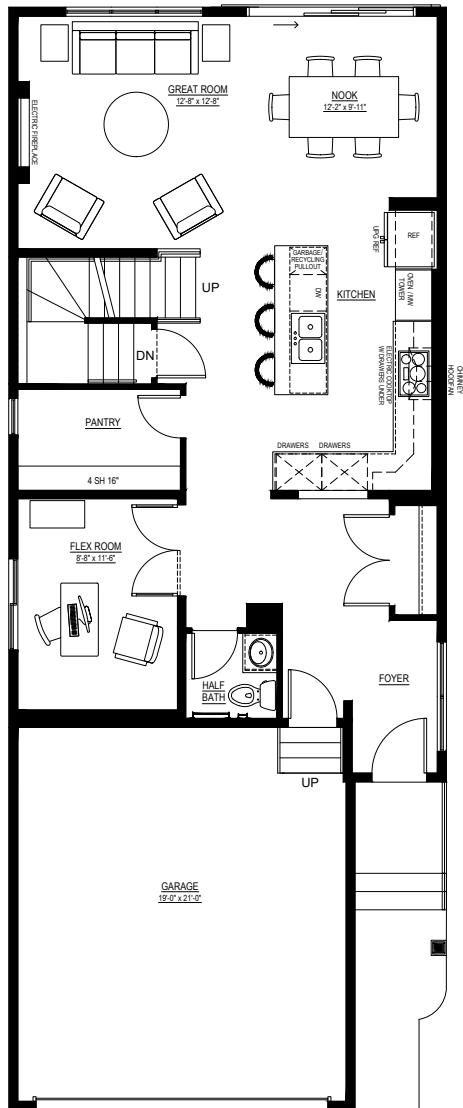 GREAT ROOM
12'-8" x 12'-8"
NOOK
12'-2" x 9'-11"
ELECTRIC FIREPLACE
UPG REF
REF
GARBAGE/
RECYCLING
PULLOUT
DW
KITCHEN
OVEN / MW
TOWER
ELECTRIC COOKTOP
W/DRAWERS UNDER
CHIMNEY
HOODFAN
UP
DN
PANTRY
4 SH 16"
DRAWERS
DRAWERS
FLEX ROOM
8'-8" x 11'-6"
HALF
BATH
FOYER
UP
GARAGE
19'-0" x 21'-0"